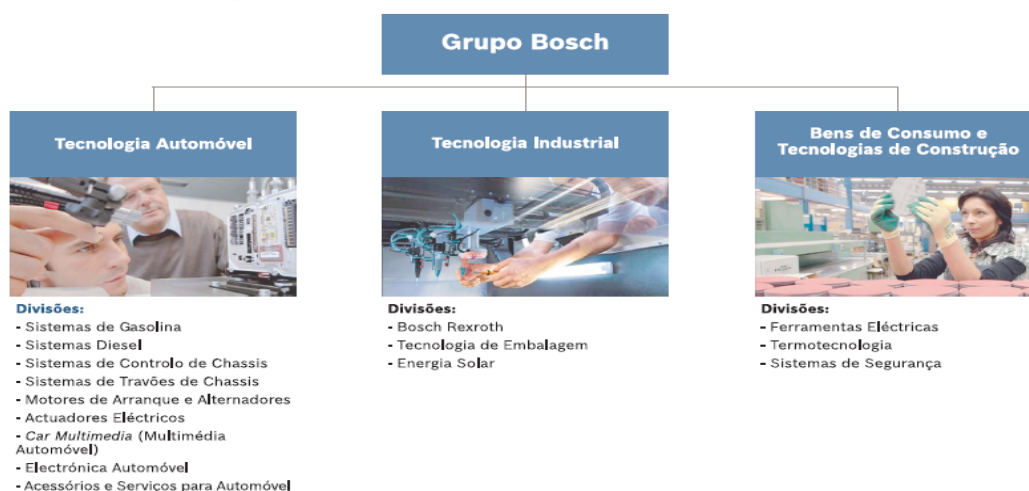 Grupo Bosch
Tecnologia Automóvel
Divisões:
- Sistemas de Gasolina
- Sistemas Diesel
- Sistemas de Controlo de Chassis
- Sistemas de Travões de Chassis
- Motores de Arranque e Alternadores
- Actuadores Eléctricos
- Car Multimedia (Multimédia
Automóvel)
- Electrónica Automóvel
- Acessórios e Serviços para Automóvel
Tecnologia Industrial
Divisões:
- Bosch Rexroth
- Tecnologia de Embalagem
- Energia Solar
Bens de Consumo e
Tecnologias de Construção
Divisões:
- Ferramentas Eléctricas
- Termotecnologia
- Sistemas de Segurança